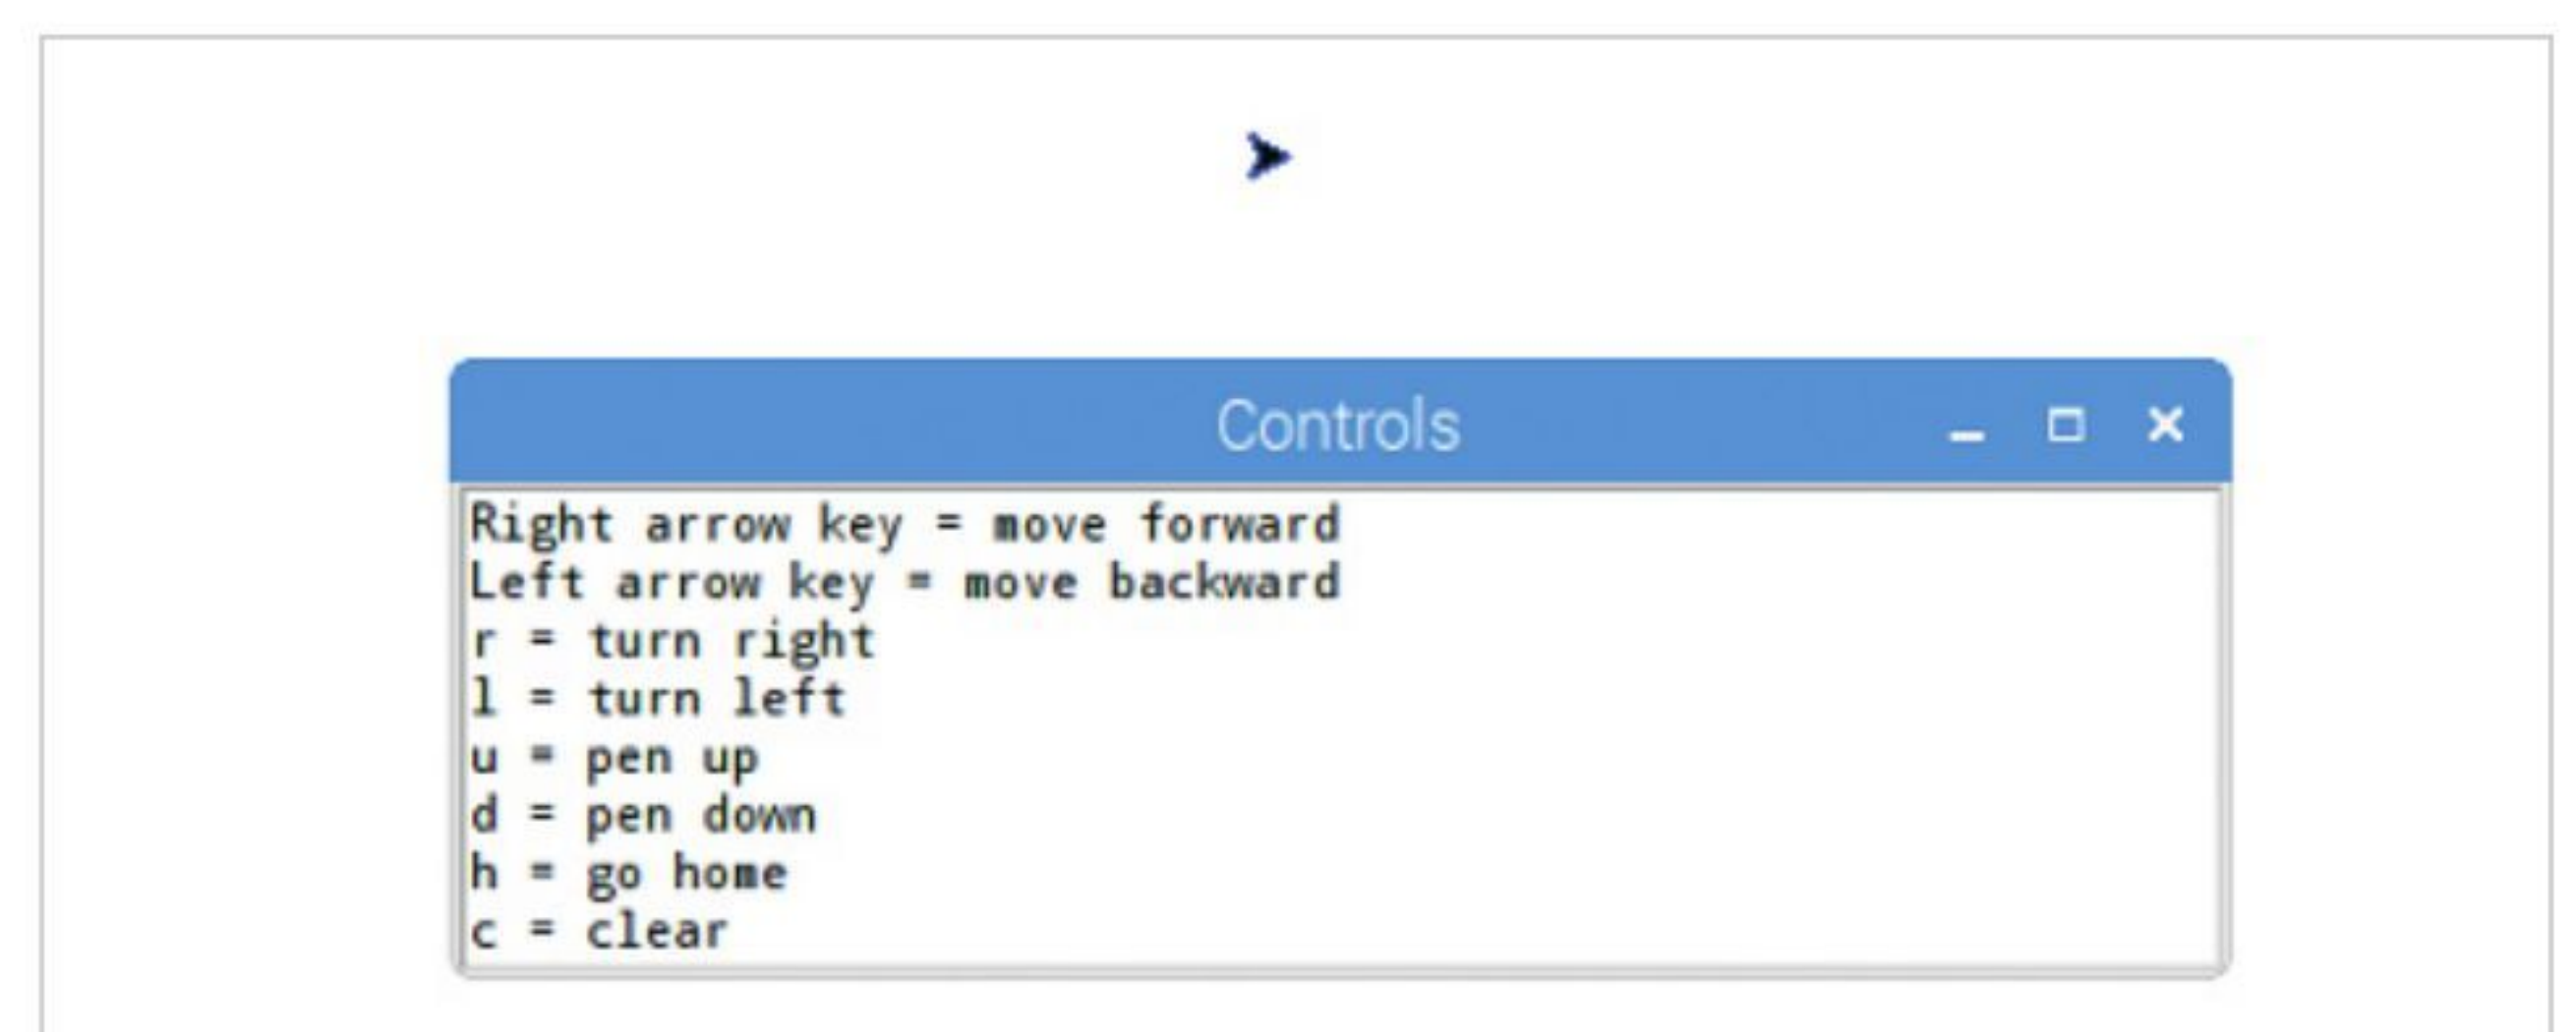 Controls
Right arrow key = move forward
Left arrow key = move backward
r = turn right
l = turn left
u = pen up
d = pen down
h = go home
c = clear